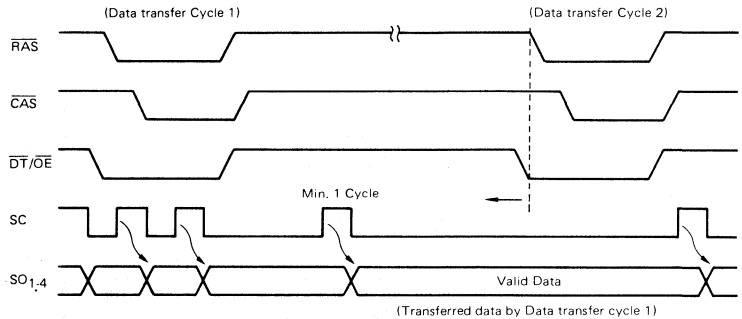 (Data transfer Cycle 1) (Data transfer Cycle 2)
RAS
CAS
DT/OE
Min. 1 Cycle
SC
SO1-4
Valid Data
(Transferred data by Data transfer cycle 1)